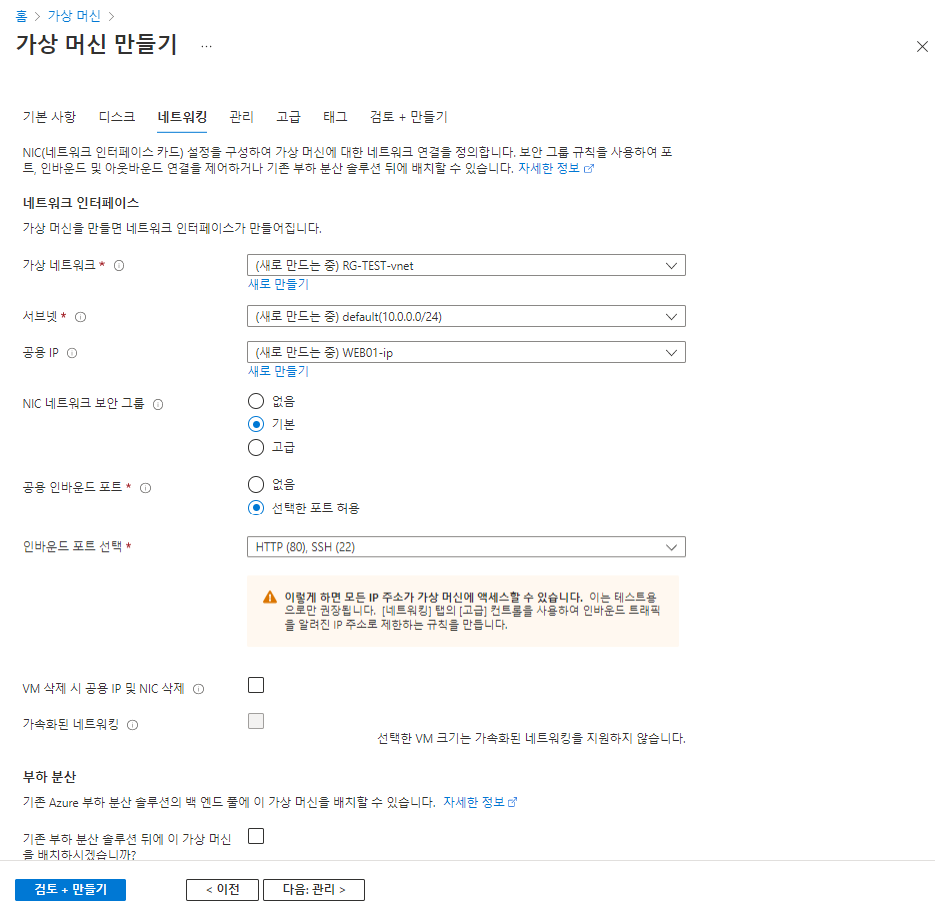 홈 > 가상 머신 >
가상 머신 만들기 ...
기본 사항 디스크 네트워킹 관리 고급 태그 검토 + 만들기
NIC(네트워크 인터페이스 카드) 설정을 구성하여 가상 머신에 대한 네트워크 연결을 정의합니다. 보안 그룹 규칙을 사용하여 포
트, 인바운드 및 아웃바운드 연결을 제어하거나 기존 부하 분산 솔루션 뒤에 배치할 수 있습니다. 자세한 정보
네트워크 인터페이스
가상 머신을 만들면 네트워크 인터페이스가 만들어집니다.
가상 네트워크 * (새로 만드는 중) RG-TEST-vnet
새로 만들기
서브넷 * (새로 만드는 중) default(10.0.0.0/24)
공용 IP (새로 만드는 중) WEB01-ip
새로 만들기
NIC 네트워크 보안 그룹 없음
기본
고급
공용 인바운드 포트 * 없음
선택한 포트 허용
인바운드 포트 선택 * HTTP (80), SSH (22)
이렇게 하면 모든 IP 주소가 가상 머신에 액세스할 수 있습니다. 이는 테스트용
으로만 권장됩니다. [네트워킹] 탭의 [고급] 컨트롤을 사용하여 인바운드 트래픽
을 알려진 IP 주소로 제한하는 규칙을 만듭니다.
VM 삭제 시 공용 IP 및 NIC 삭제
가속화된 네트워킹
선택한 VM 크기는 가속화된 네트워킹을 지원하지 않습니다.
부하 분산
기존 Azure 부하 분산 솔루션의 백 엔드 풀에 이 가상 머신을 배치할 수 있습니다. 자세한 정보
기존 부하 분산 솔루션 뒤에 이 가상 머신
을 배치하시겠습니까?
검토 + 만들기 < 이전 다음: 관리 >